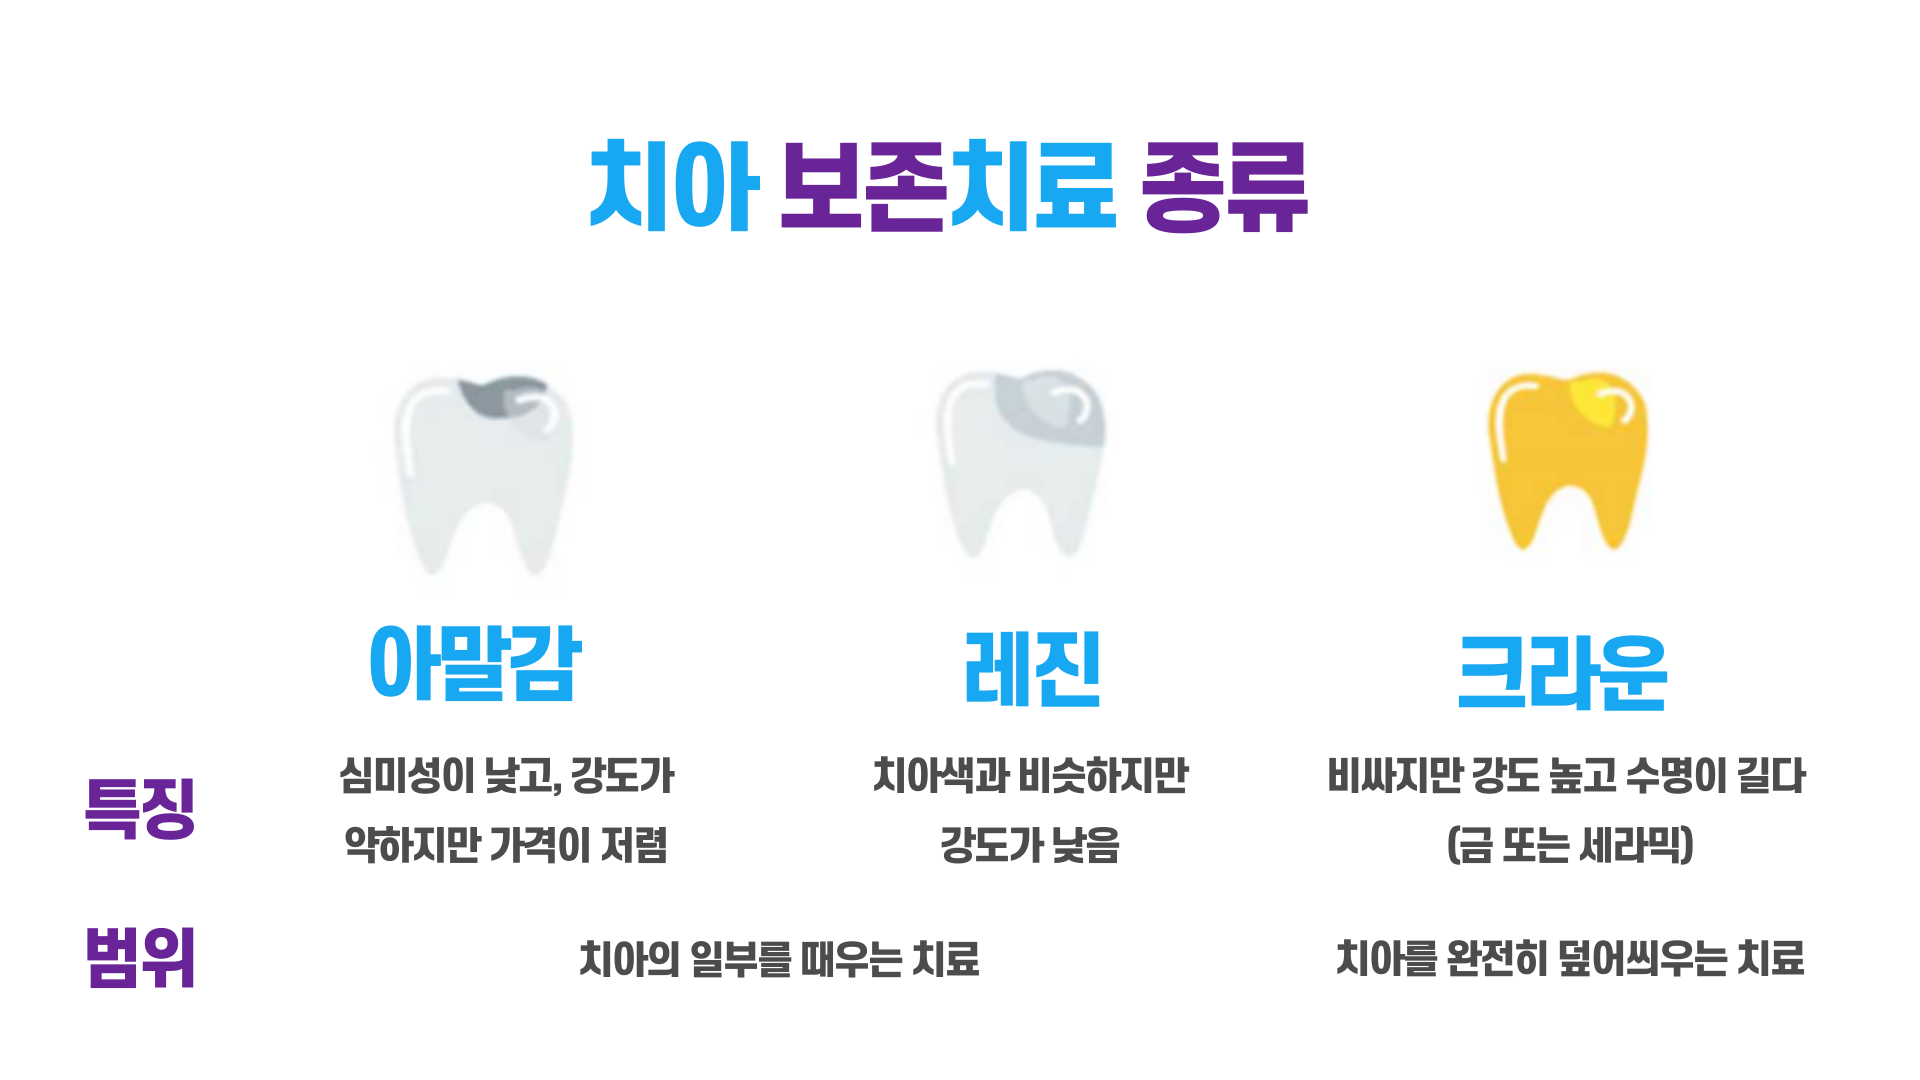 치아 보존치료 종류
아말감
레진
크라운
특징
심미성이 낮고, 강도가
약하지만 가격이 저렴
치아색과 비슷하지만
강도가 낮음
비싸지만 강도 높고 수명이 길다
(금 또는 세라믹)
범위
치아의 일부를 때우는 치료
치아를 완전히 덮어씌우는 치료